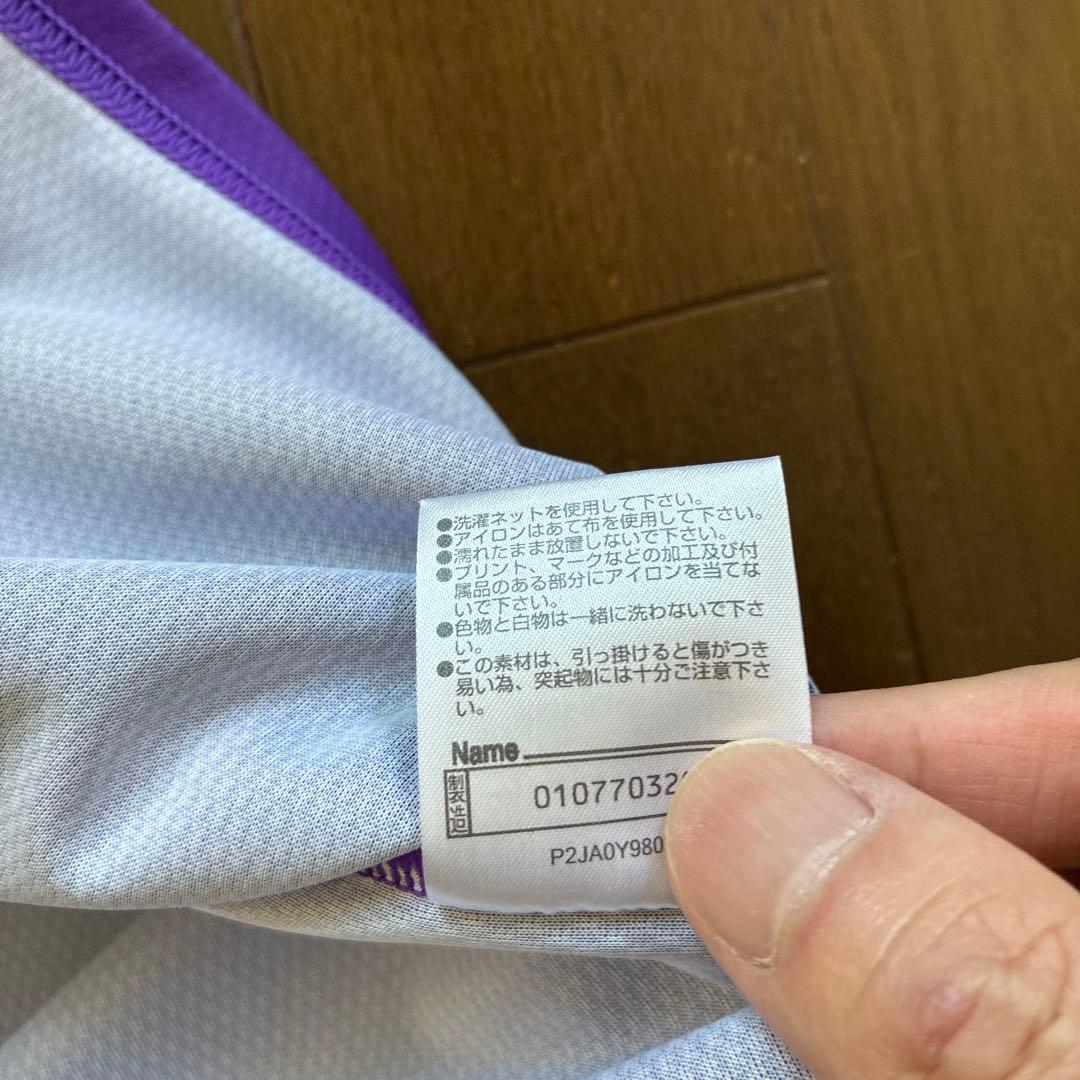 ●洗濯ネットを使用して下さい。
●アイロンはあて布を使用して下さい。
●濡れたまま放置しないで下さい。
●プリント、マークなどの加工及び付
属品のある部分にアイロンを当てな
いで下さい。
●色物と白物は一緒に洗わないで下さ
い。
●この素材は、引っ掛けると傷がつき
易い為、突起物には十分ご注意下さ
い。
Name
製造 01077032
P2JA0Y980